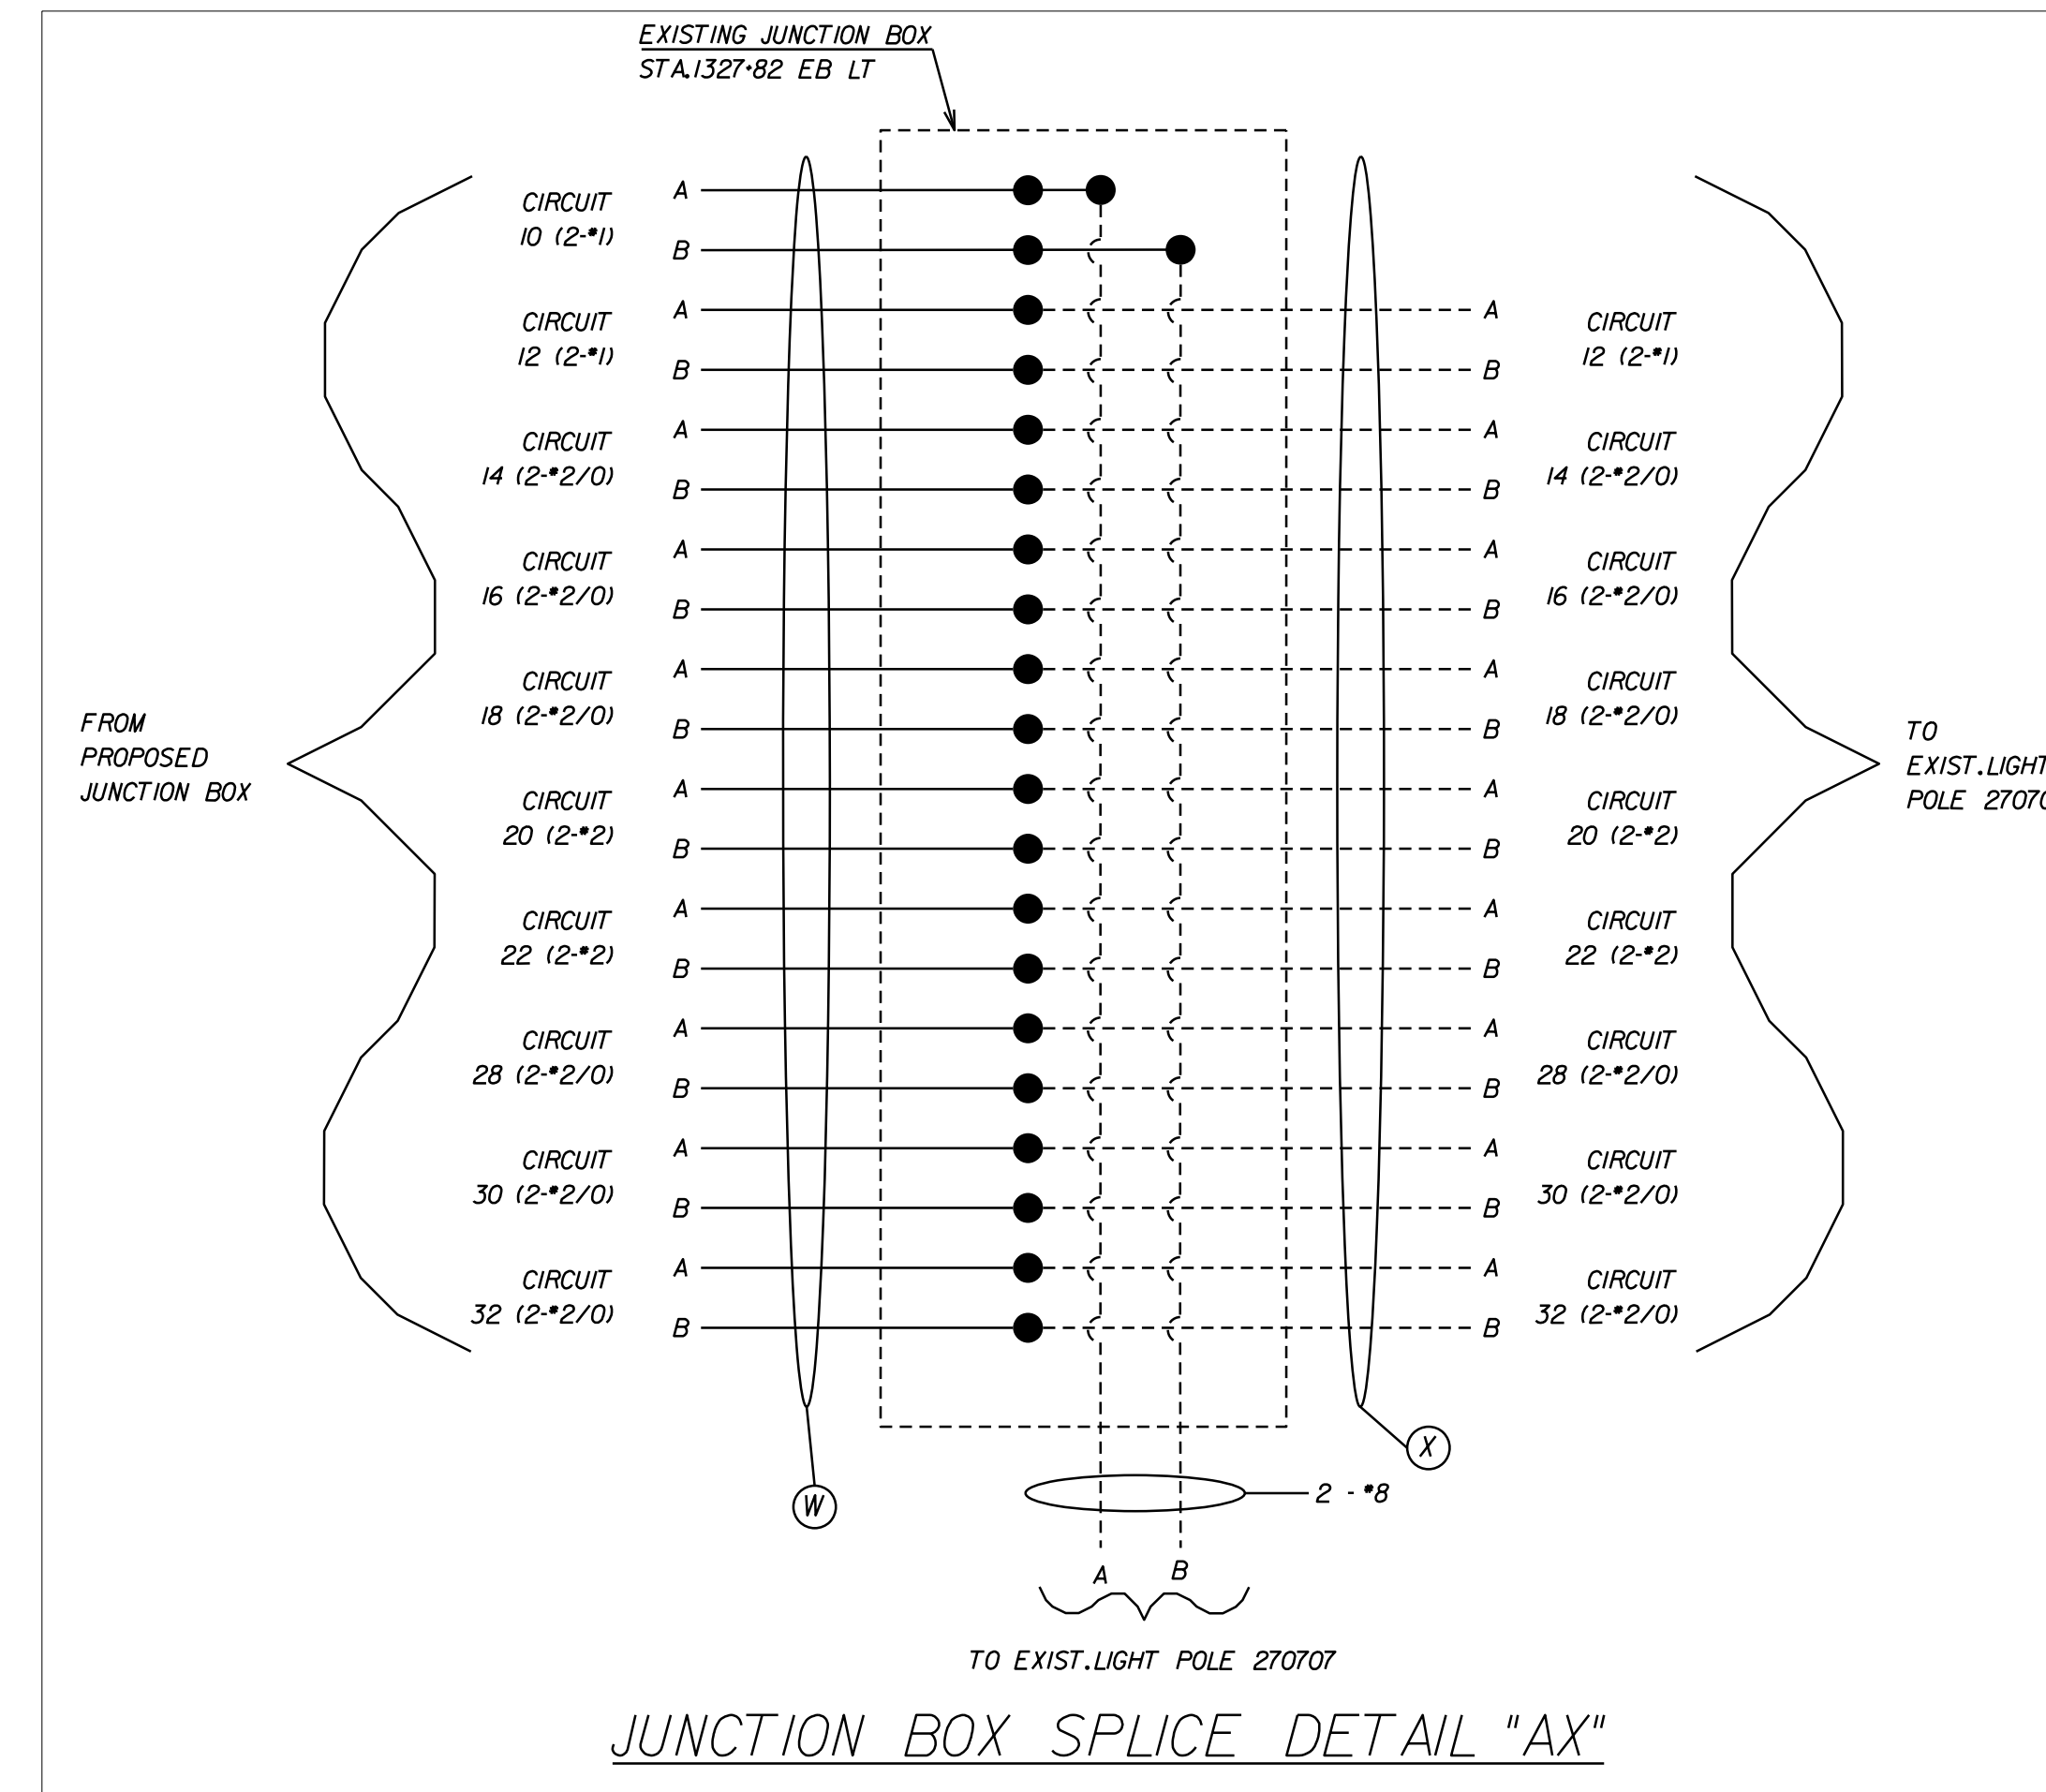 EXISTING JUNCTION BOX
STA.1327+82 EB LT
FROM
PROPOSED
JUNCTION BOX
CIRCUIT
10 (2-#1)
A
B
CIRCUIT
12 (2-#1)
A
B
A
B
CIRCUIT
12 (2-#1)
CIRCUIT
14 (2-#2/0)
A
B
A
B
CIRCUIT
14 (2-#2/0)
CIRCUIT
16 (2-#2/0)
A
B
A
B
CIRCUIT
16 (2-#2/0)
CIRCUIT
18 (2-#2/0)
A
B
A
B
CIRCUIT
18 (2-#2/0)
CIRCUIT
20 (2-#2)
A
B
A
B
CIRCUIT
20 (2-#2)
CIRCUIT
22 (2-#2)
A
B
A
B
CIRCUIT
22 (2-#2)
CIRCUIT
28 (2-#2/0)
A
B
A
B
CIRCUIT
28 (2-#2/0)
CIRCUIT
30 (2-#2/0)
A
B
A
B
CIRCUIT
30 (2-#2/0)
CIRCUIT
32 (2-#2/0)
A
B
A
B
CIRCUIT
32 (2-#2/0)
TO
EXIST.LIGHT
POLE
W
X
2 - #8
A B
TO EXIST.LIGHT POLE 270707
JUNCTION BOX SPLICE DETAIL "AX"